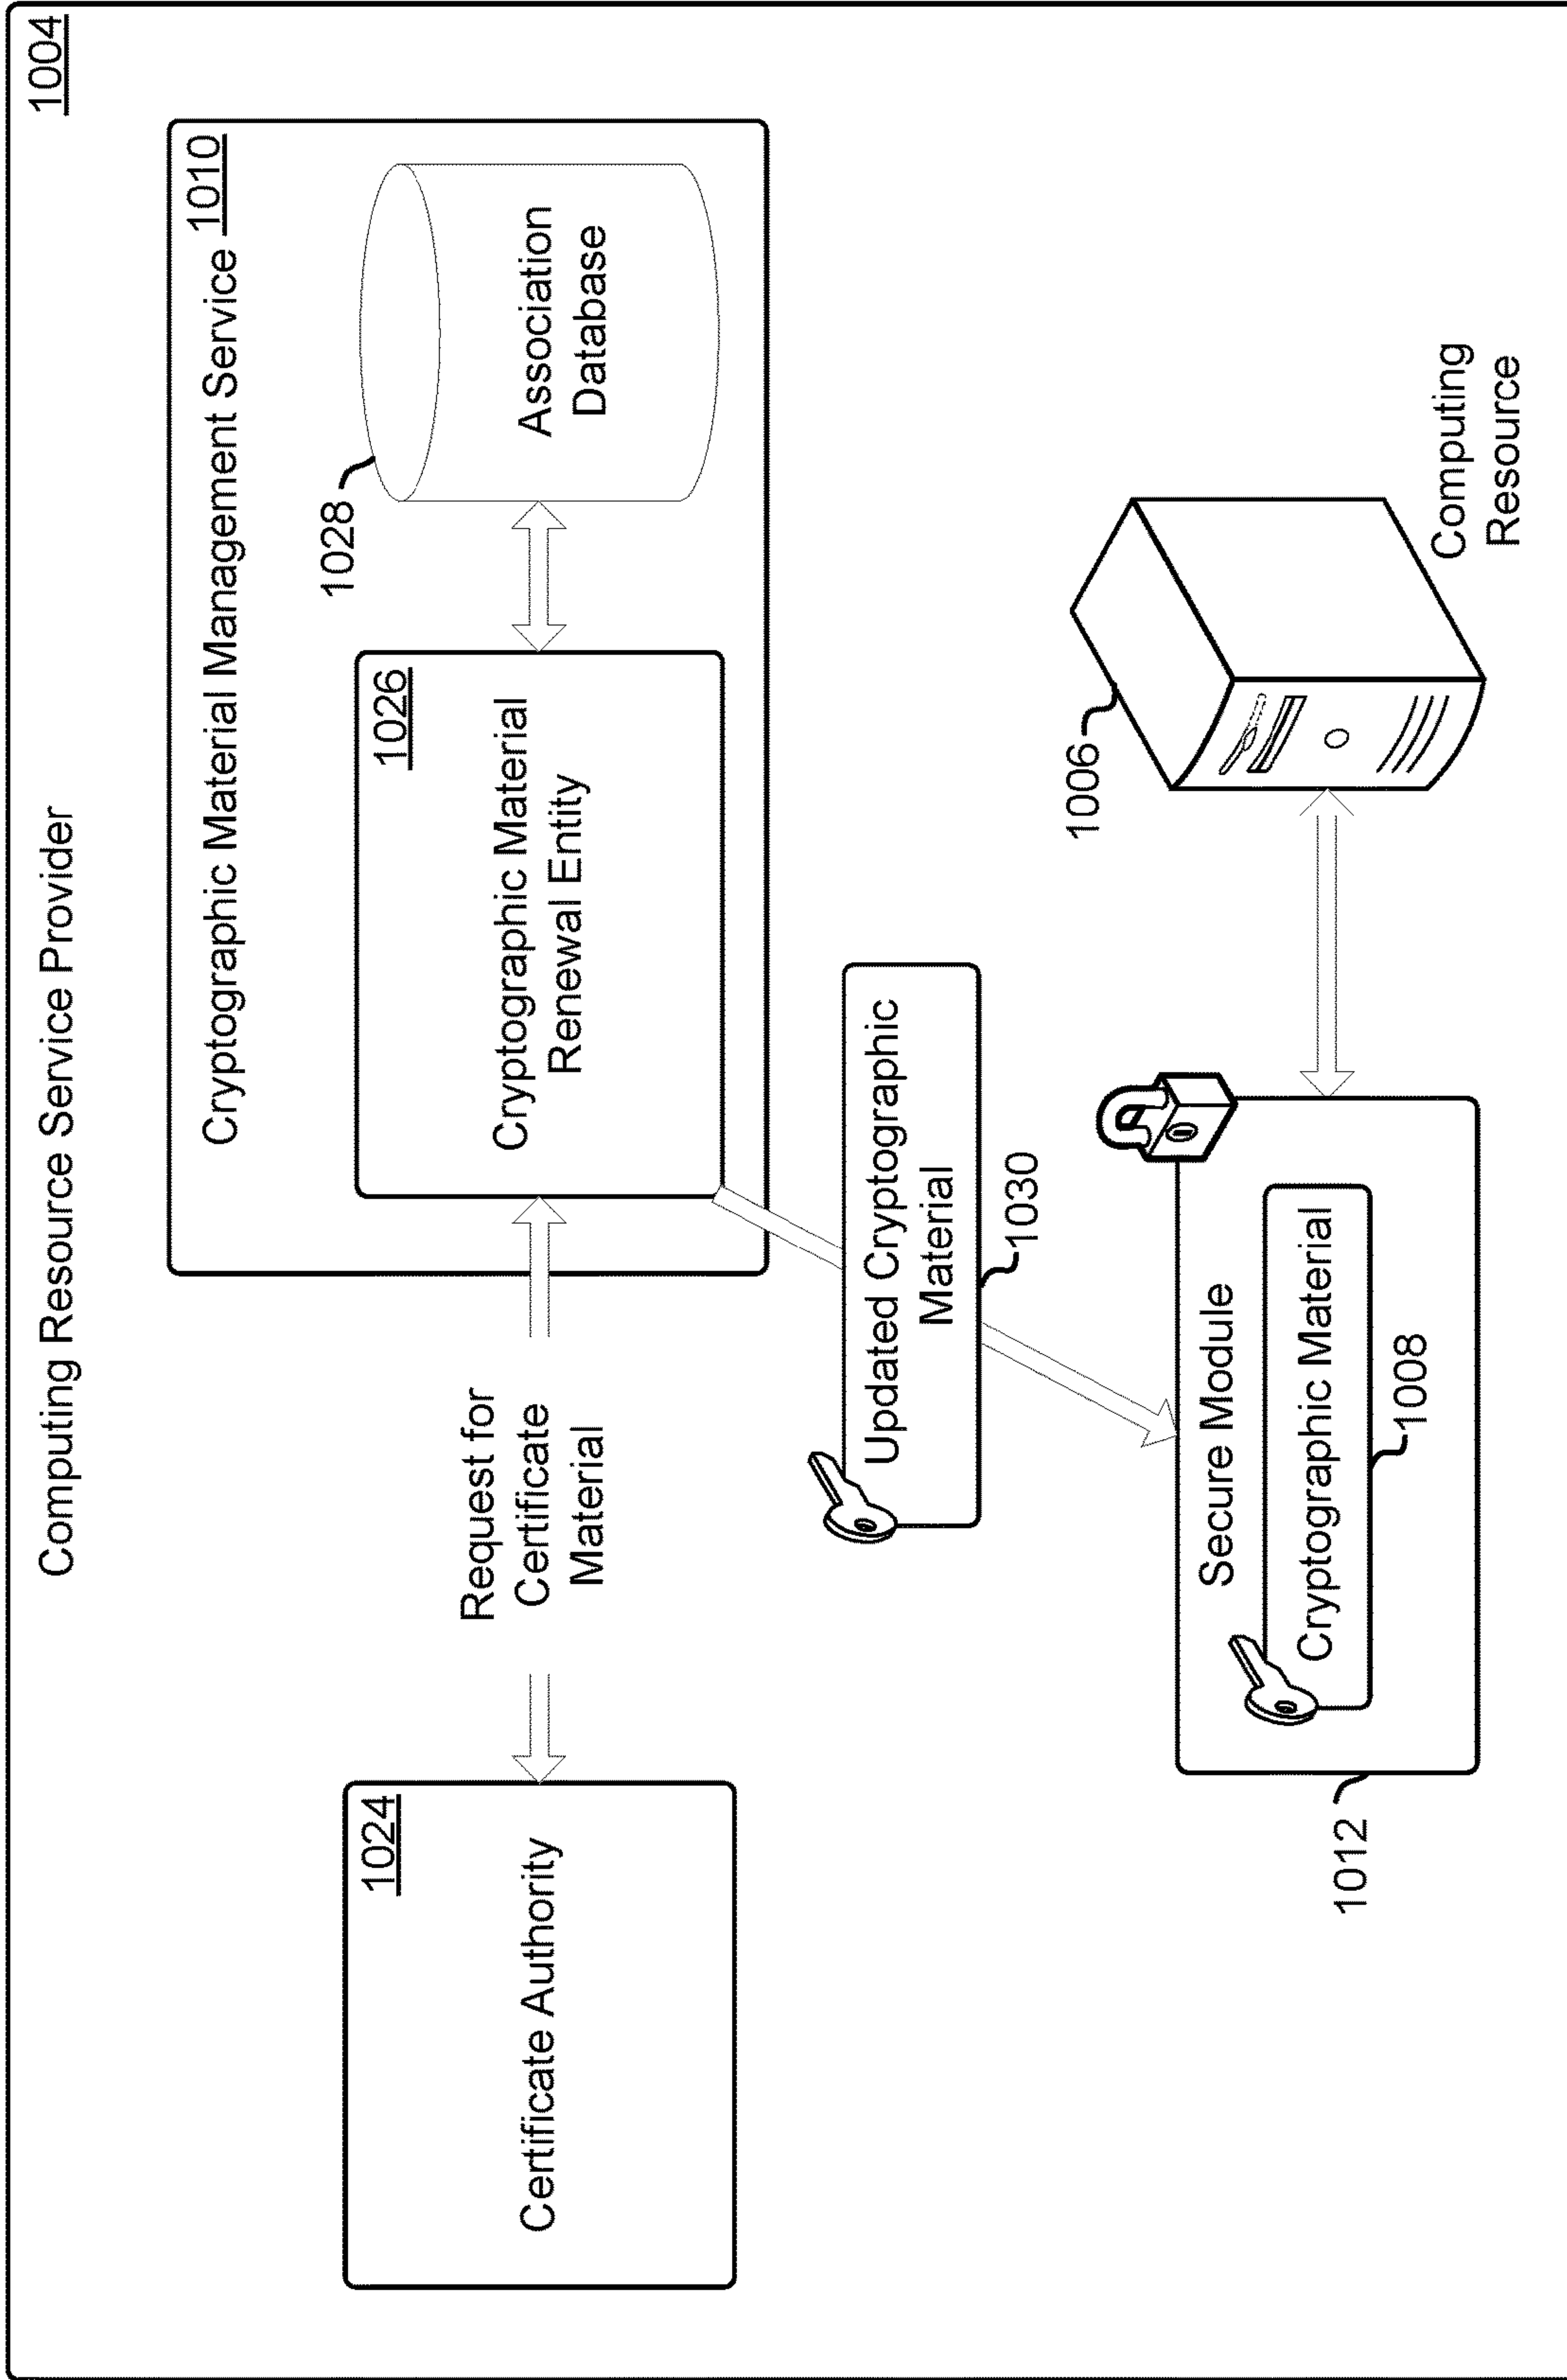 Computing Resource Service Provider
1004
Cryptographic Material Management Service 1010
1024
Certificate Authority
Request for
Certificate
Material
1026
Cryptographic Material
Renewal Entity
1028
Association
Database
Updated Cryptographic
Material
1030
Secure Module
Cryptographic Material
1008
1012
1006
Computing
Resource